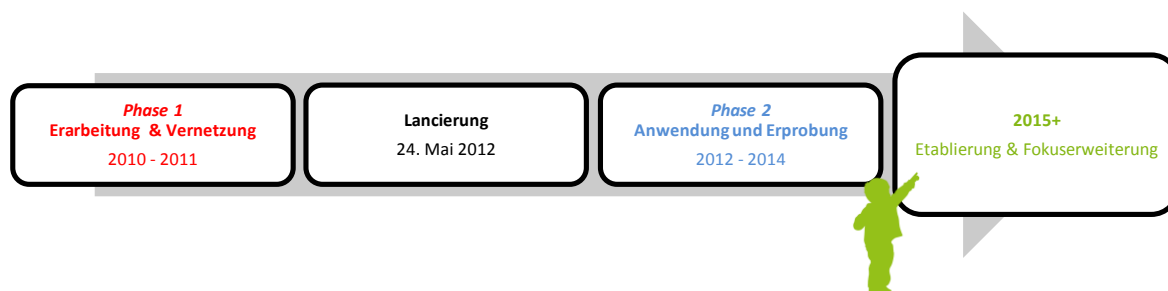 Phase 1
Erarbeitung & Vernetzung
2010 - 2011
Lancierung
24. Mai 2012
Phase 2
Anwendung und Erprobung
2012 - 2014
2015+
Etablierung & Fokuserweiterung